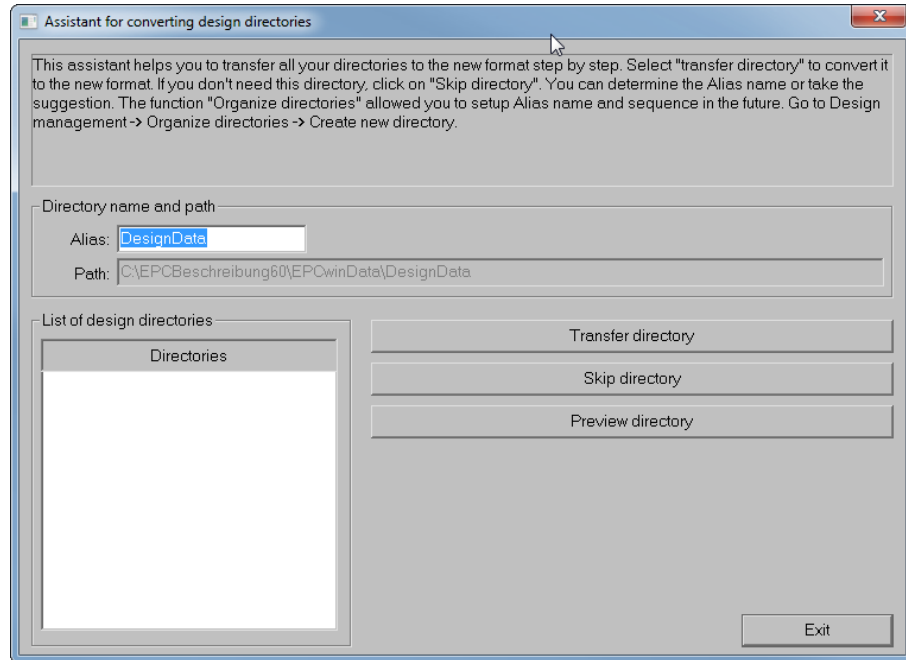 Assistant for converting design directories
This assistant helps you to transfer all your directories to the new format step by step. Select "transfer directory" to convert it
to the new format. If you don't need this directory, click on "Skip directory". You can determine the Alias name or take the
suggestion. The function "Organize directories" allowed you to setup Alias name and sequence in the future. Go to Design
management -> Organize directories -> Create new directory.
Directory name and path
Alias: DesignData
Path: C:\EPCBeschreibung60\EPCwinData\DesignData
List of design directories
Directories
Transfer directory
Skip directory
Preview directory
Exit